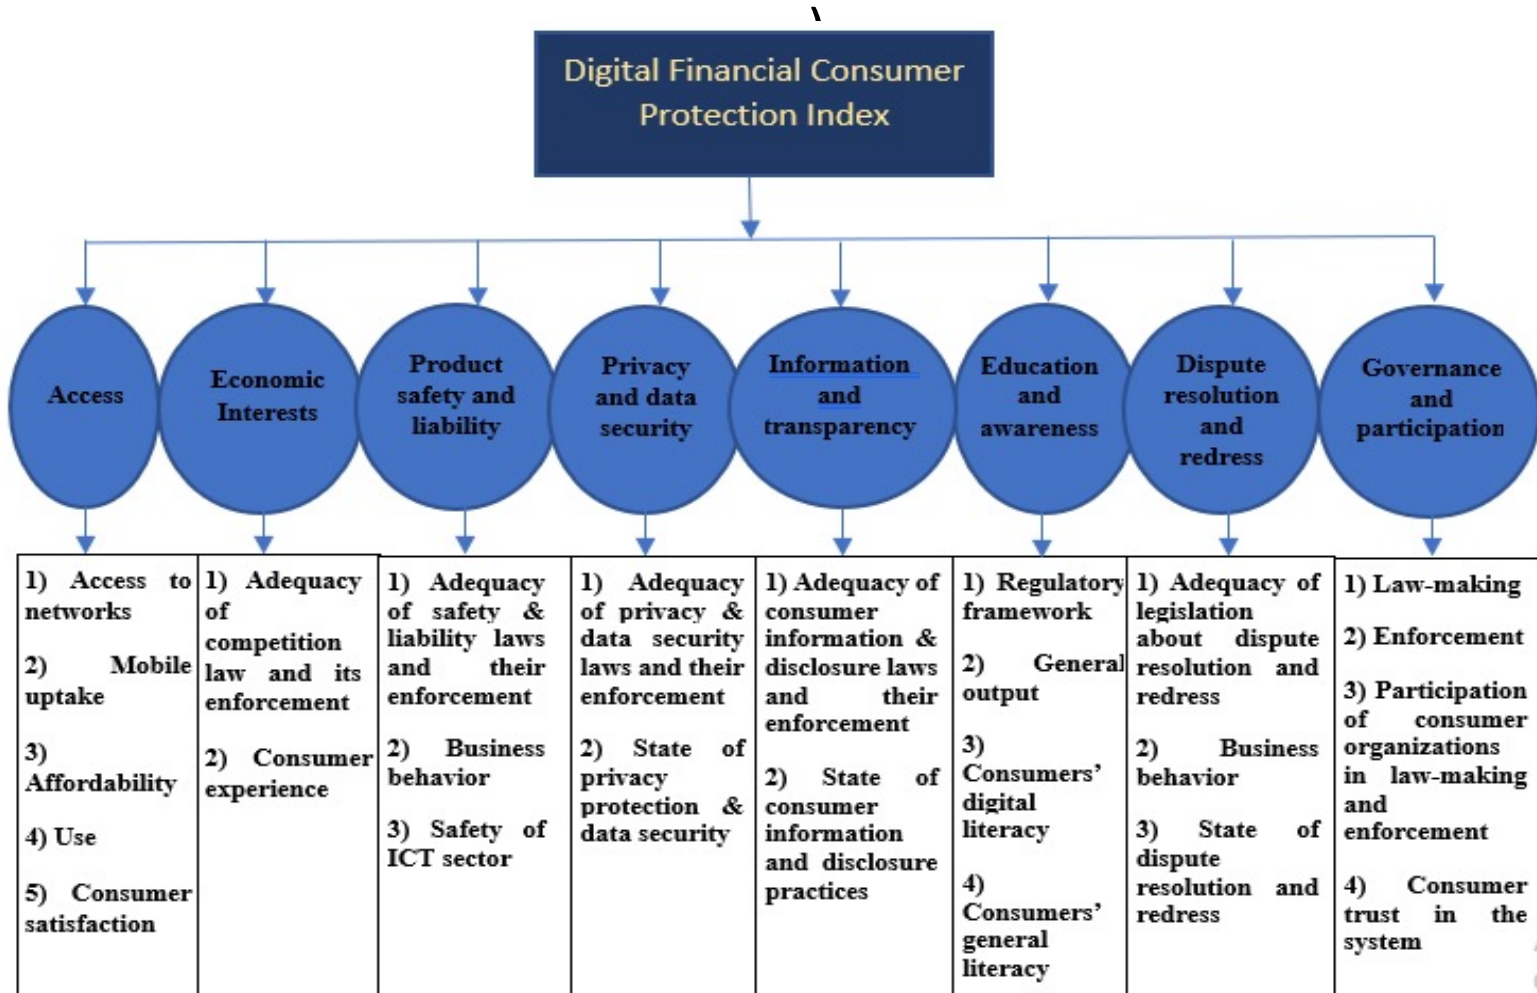 Digital Financial Consumer
Protection Index
Access
Economic
Interests
Product
safety and
liability
Privacy
and data
security
Information
and
transparency
Education
and
awareness
Dispute
resolution
and
redress
Governance
and
participation
1) Access to
networks
2) Mobile
uptake
3)
Affordability
4) Use
5) Consumer
satisfaction
1) Adequacy
of
competition
law and its
enforcement
2) Consumer
experience
1) Adequacy
of safety &
liability laws
and their
enforcement
2) Business
behavior
3) Safety of
ICT sector
1) Adequacy
of privacy &
data security
laws and their
enforcement
2) State of
privacy
protection &
data security
1) Adequacy of
consumer
information &
disclosure laws
and their
enforcement
2) State of
consumer
information
and disclosure
practices
1) Regulatory
framework
2) General
output
3)
Consumers’
digital
literacy
4)
Consumers’
general
literacy
1) Adequacy of
legislation
about dispute
resolution and
redress
2) Business
behavior
3) State of
dispute
resolution and
redress
1) Law-making
2) Enforcement
3) Participation
of consumer
organizations
in law-making
and
enforcement
4) Consumer
trust in the
system